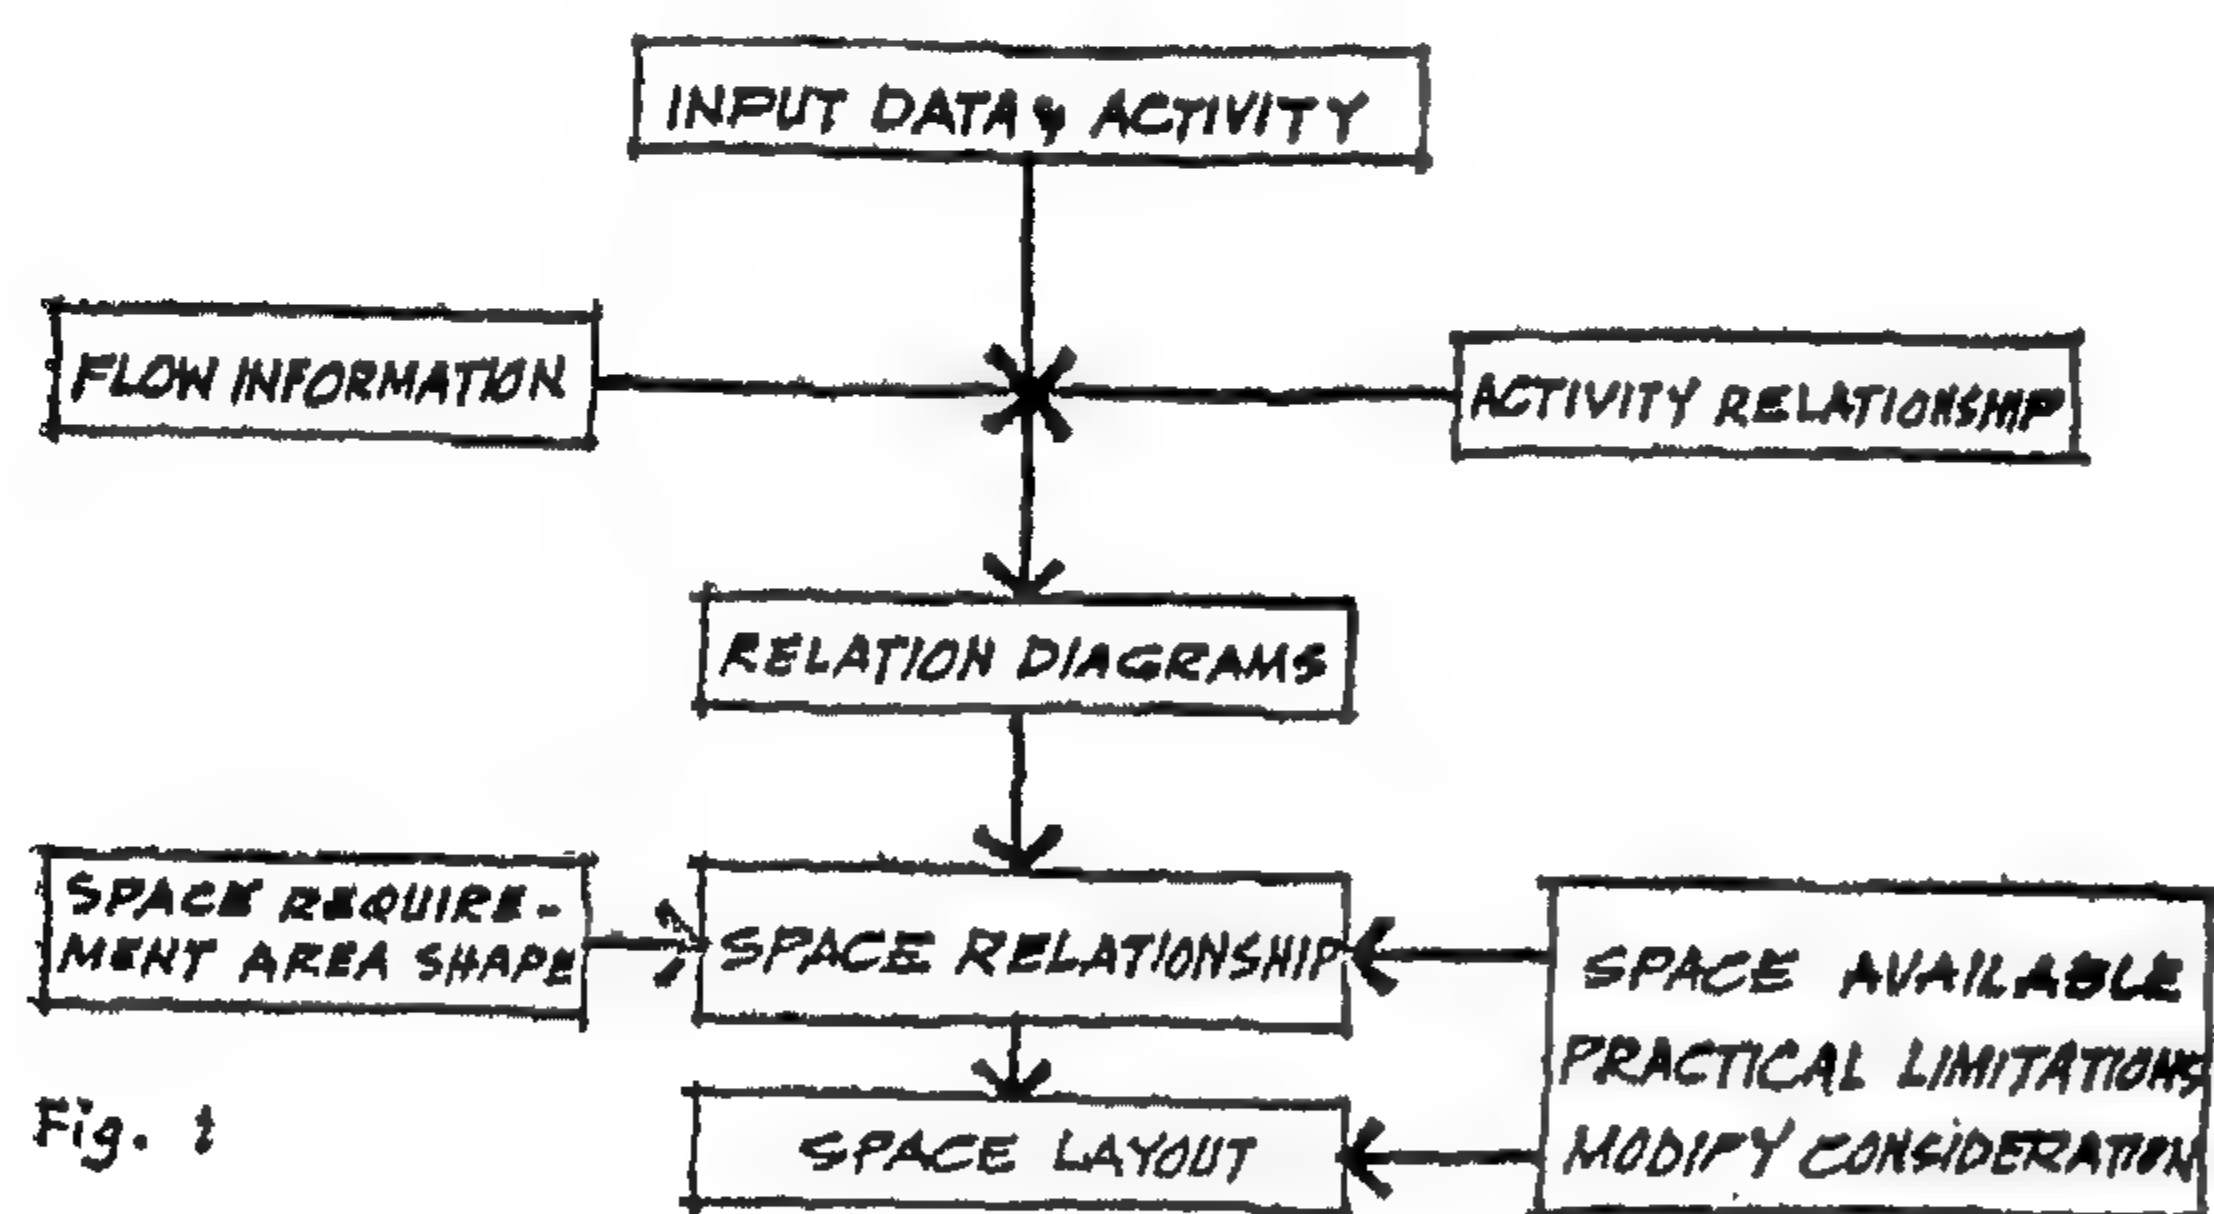 INPUT DATA & ACTIVITY
FLOW INFORMATION
ACTIVITY RELATIONSHIP
RELATION DIAGRAMS
SPACE REQUIRE-
MENT AREA SHAPE
SPACE RELATIONSHIP
SPACE AVAILABLE
PRACTICAL LIMITATIONS
MODIFY CONSIDERATION
SPACE LAYOUT
Fig. 1